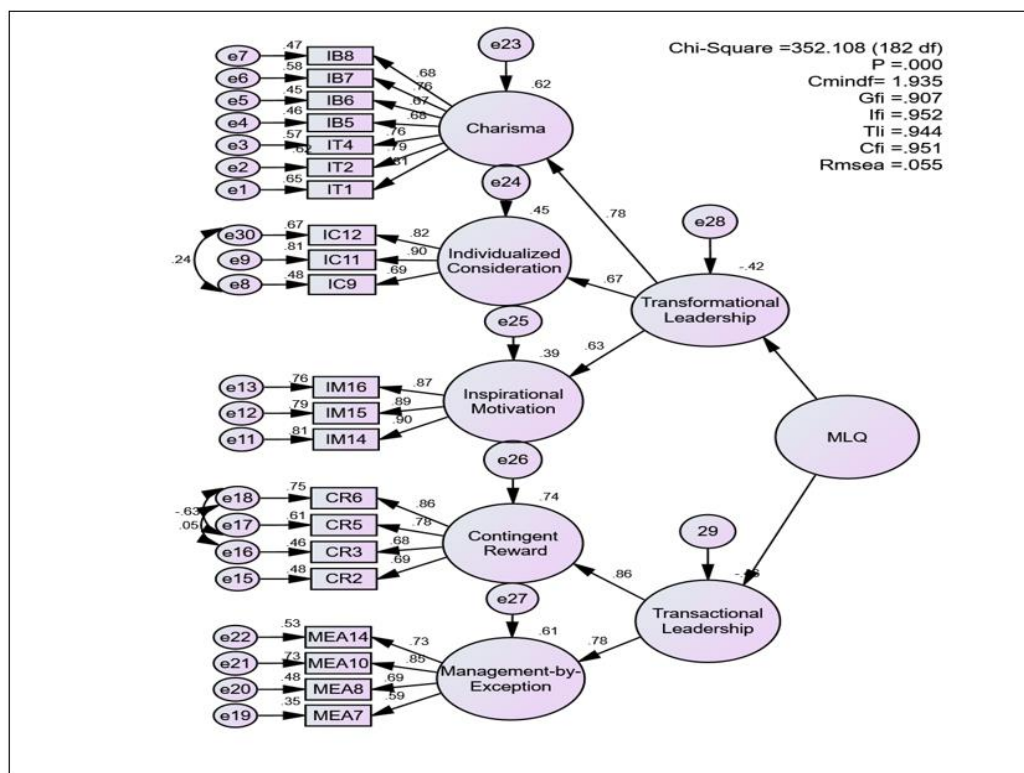 Chi-Square =352.108 (182 df)
P =.000
Cmindf= 1.935
Gfi =.907
Ifi =.952
Tli =.944
Cfi =.951
Rmsea =.055
e23
.62
Charisma
e7
.47
IB8
.68
e6
.58
IB7
.76
e5
.45
IB6
.67
e4
.46
IB5
.68
e3
.57
IT4
.76
e2
IT2
.79
e1
.65
IT1
e24
.45
Individualized
Consideration
.24
e30
.67
IC12
.82
e9
.81
IC11
.90
e8
.48
IC9
.69
e25
.39
Inspirational
Motivation
e13
.76
IM16
.87
e12
.79
IM15
.89
e11
.81
IM14
.90
e26
.74
Contingent
Reward
-.63
.05
e18
.75
CR6
.86
e17
.61
CR5
.78
e16
.46
CR3
.68
e15
.48
CR2
.69
e27
.61
Management-by-
Exception
e22
.53
MEA14
.73
e21
.73
MEA10
.85
e20
.48
MEA8
.69
e19
.35
MEA7
.59
.78
.67
.63
e28
-.42
Transformational
Leadership
MLQ
29
.86
.78
Transactional
Leadership